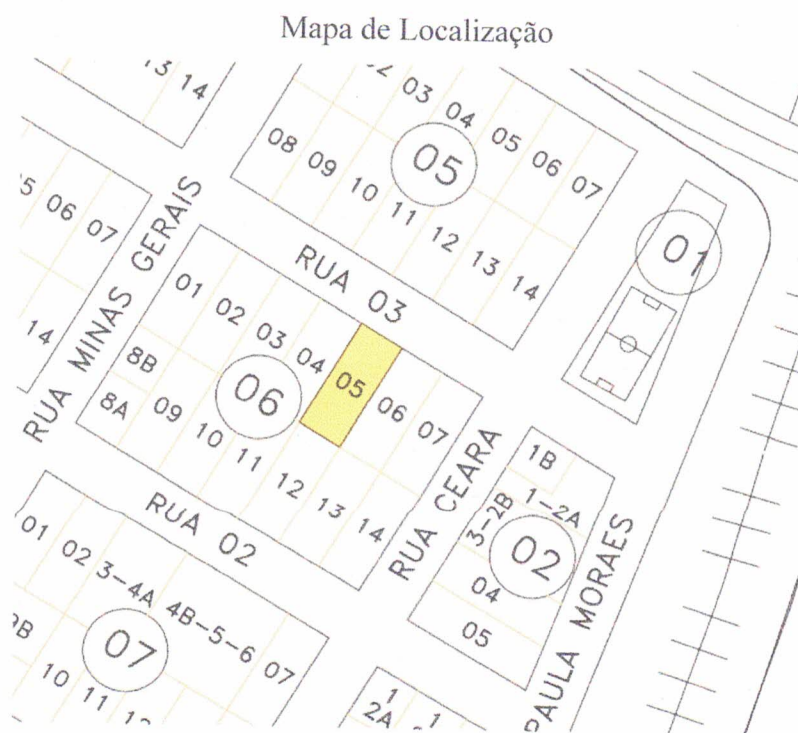 Mapa de Localização
13 14
03 04 05 06 07
05
08 09 10 11 12 13 14
01
06 07
14
RUA MINAS GERAIS
RUA 03
01 02 03 04 05 06 07
06
8B
8A 09 10 11 12 13 14
RUA CEARA
RUA 02
1B
1-2A
3-2B
02
04
05
PAULA MORAES
01 02 3-4A 4B-5-6 07
07
10 11
1 1
2A